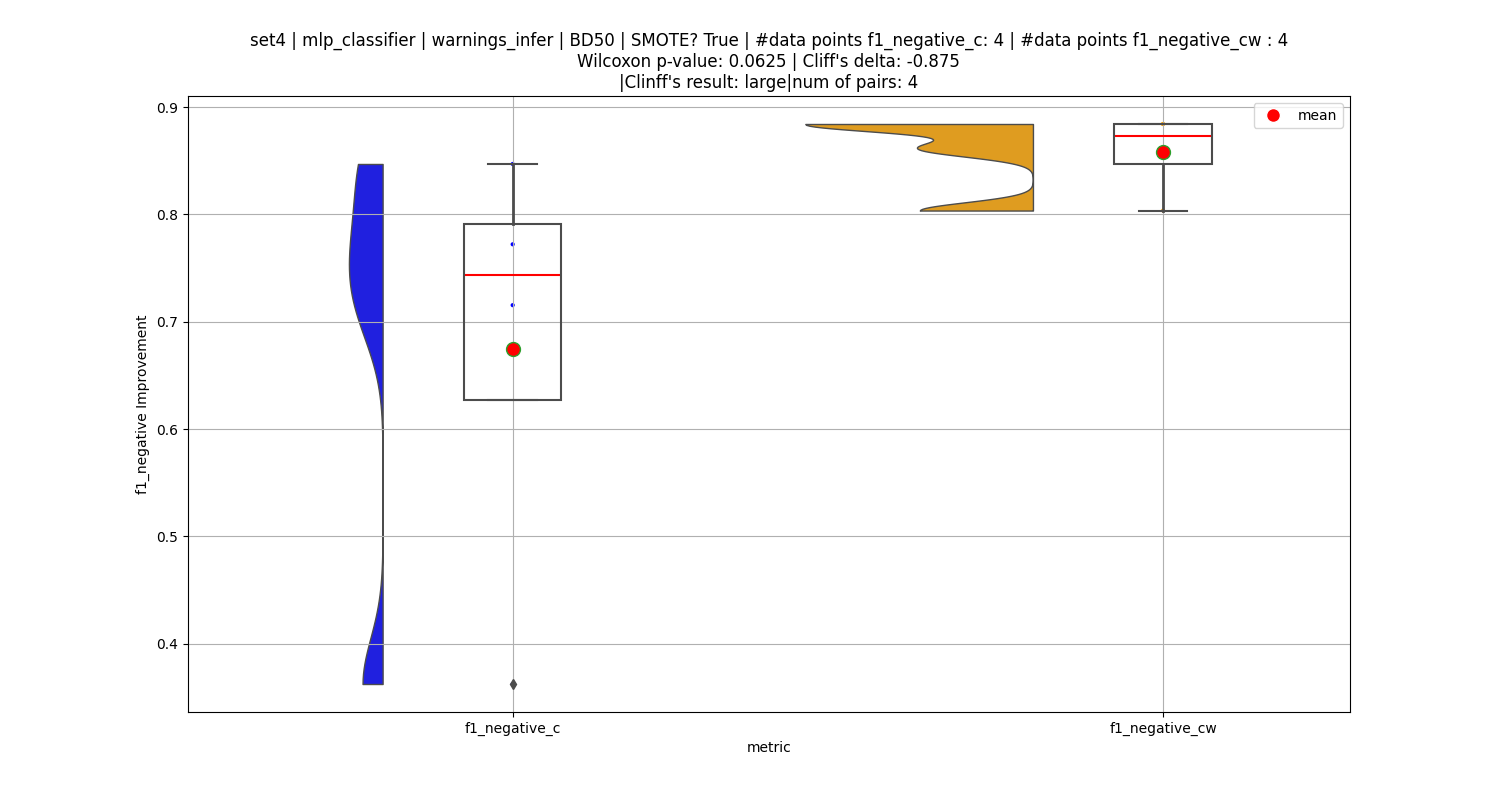 set4 | mlp_classifier | warnings_infer | BD50 | SMOTE? True | #data points f1_negative_c: 4 | #data points f1_negative_cw : 4
Wilcoxon p-value: 0.0625 | Cliff's delta: -0.875
|Clinff's result: large|num of pairs: 4
mean
0.9
0.8
0.7
0.6
0.5
0.4
f1_negative Improvement
f1_negative_c
f1_negative_cw
metric